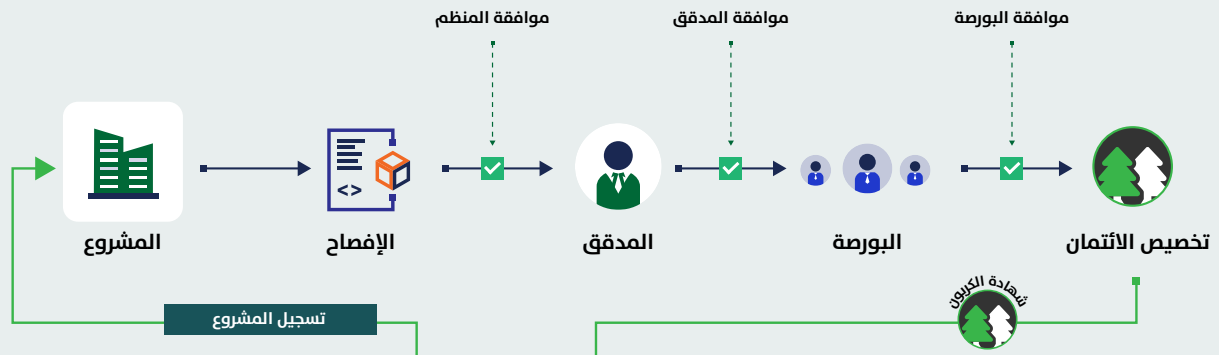 موافقة المنظم
موافقة المدقق
موافقة البورصة
<>
المشروع
الإفصاح
المدقق
البورصة
تخصيص الائتمان
شهادة الكربون
تسجيل المشروع